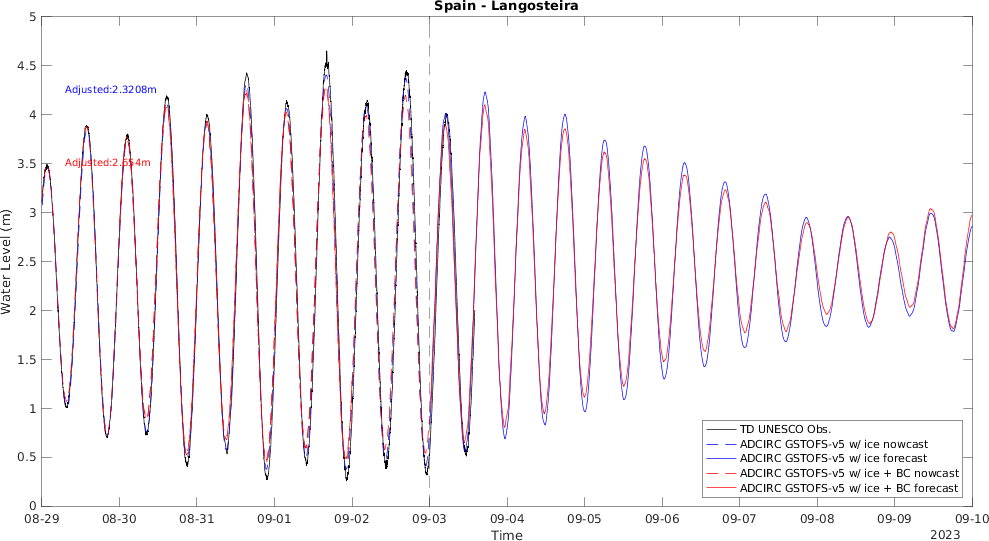 Spain - Langosteira
5
4.5
4
3.5
3
2.5
2
1.5
1
0.5
0
Water Level (m)
Adjusted:2.3208m
Adjusted:2.654m
TD UNESCO Obs.
ADCIRC GSTOFS-v5 w/ ice nowcast
ADCIRC GSTOFS-v5 w/ ice forecast
ADCIRC GSTOFS-v5 w/ ice + BC nowcast
ADCIRC GSTOFS-v5 w/ ice + BC forecast
08-29 08-30 08-31 09-01 09-02 09-03 09-04 09-05 09-06 09-07 09-08 09-09 09-10
Time
2023